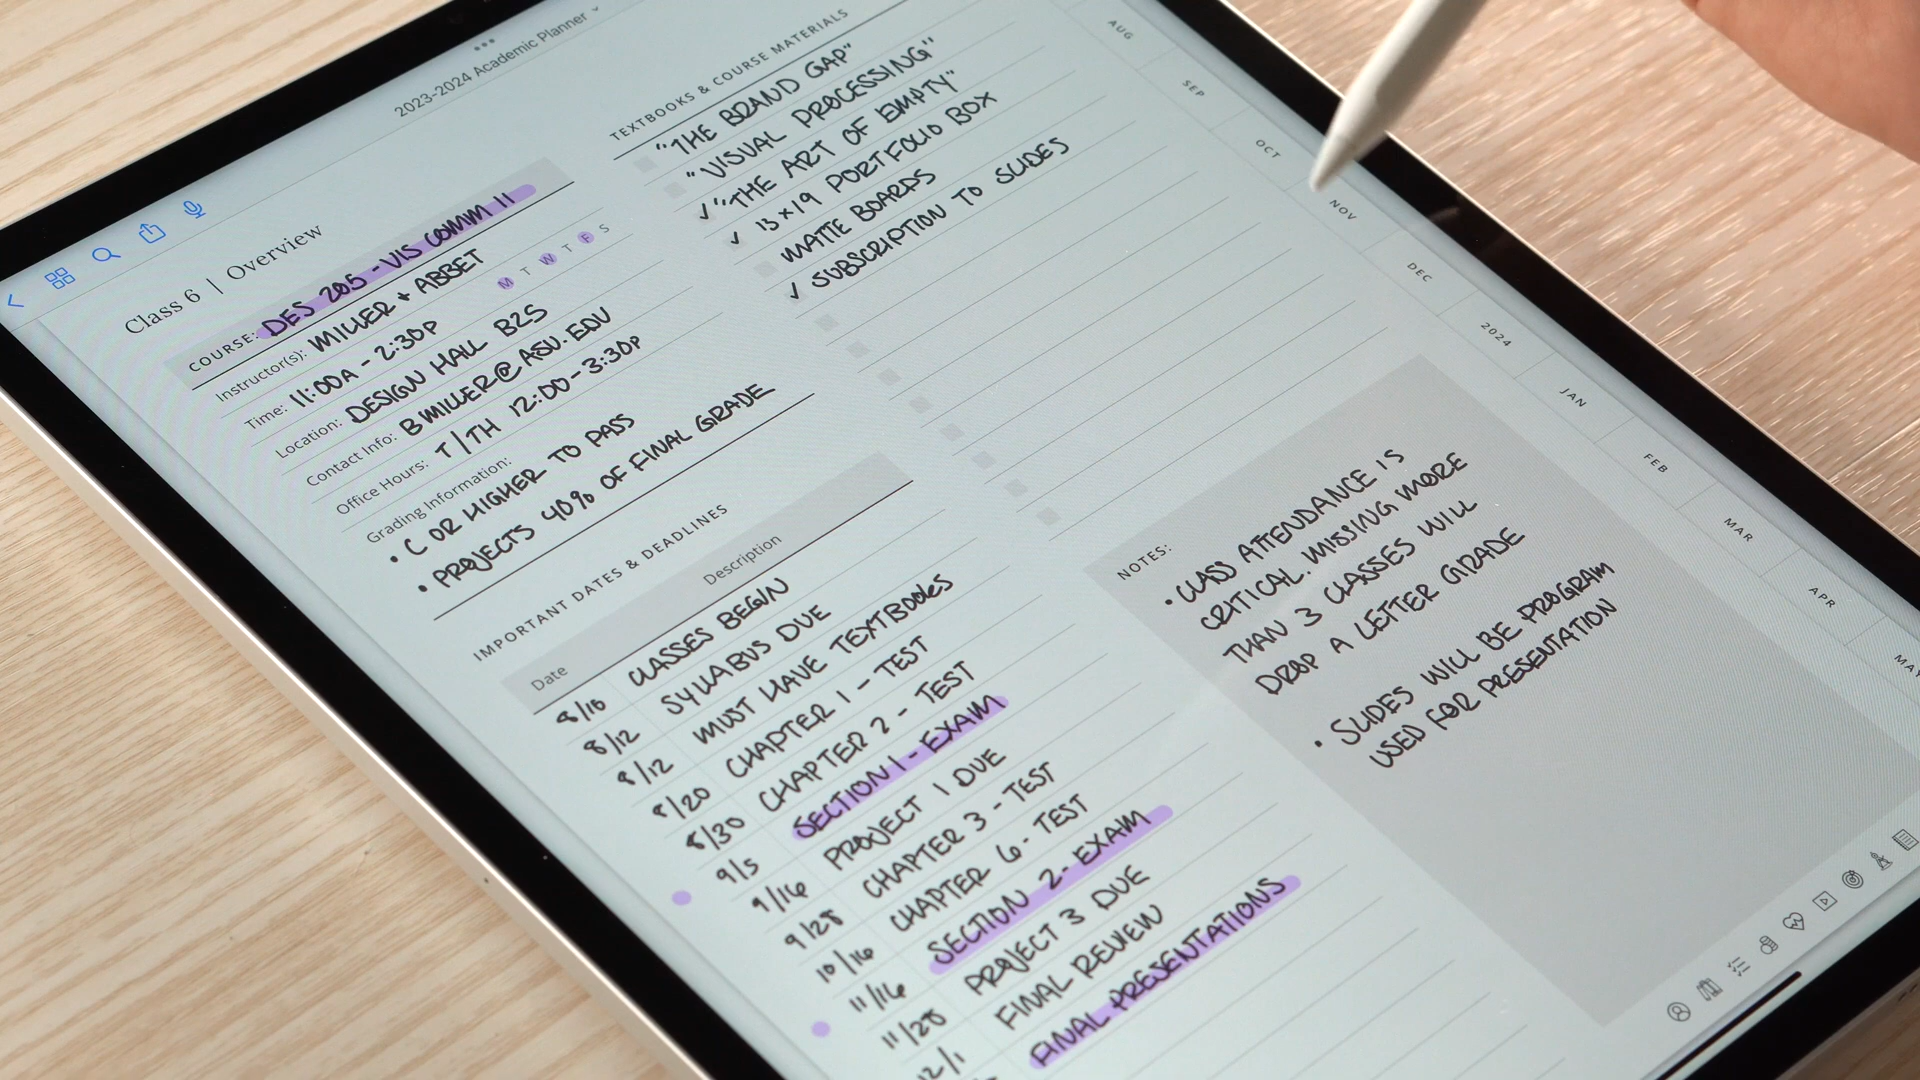 2023-2024 Academic Planner
Class 6 | Overview
COURSE: DES 205 - VIS COMM II
Instructor(s): MILLER + ABBET
M T W T F S
Time: 11:00A - 2:30P
Location: DESIGN HALL B25
Contact Info: BMILLER@ASU.EDU
Office Hours: T/TH 12:00-3:30P
Grading Information:
• C OR HIGHER TO PASS
• PROJECTS 40% OF FINAL GRADE
IMPORTANT DATES & DEADLINES
Date Description
8/10 CLASSES BEGIN
8/12 SYLLABUS DUE
8/12 MUST HAVE TEXTBOOKS
8/20 CHAPTER 1 - TEST
8/30 CHAPTER 2 - TEST
9/5 SECTION 1 - EXAM
9/16 PROJECT 1 DUE
9/28 CHAPTER 3 - TEST
10/16 CHAPTER 6 - TEST
11/16 SECTION 2 - EXAM
11/28 PROJECT 3 DUE
12/1 FINAL REVIEW
FINAL PRESENTATIONS
TEXTBOOKS & COURSE MATERIALS
"THE BRAND GAP"
"VISUAL PROCESSING"
✓ "THE ART OF EMPTY"
✓ 13x19 PORTFOLIO BOX
MATTE BOARDS
✓ SUBSCRIPTION TO SLIDES
NOTES:
• CLASS ATTENDANCE IS
CRITICAL. MISSING MORE
THAN 3 CLASSES WILL
DROP A LETTER GRADE
• SLIDES WILL BE PROGRAM
USED FOR PRESENTATION
AUG
SEP
OCT
NOV
DEC
2024
JAN
FEB
MAR
APR
MAY